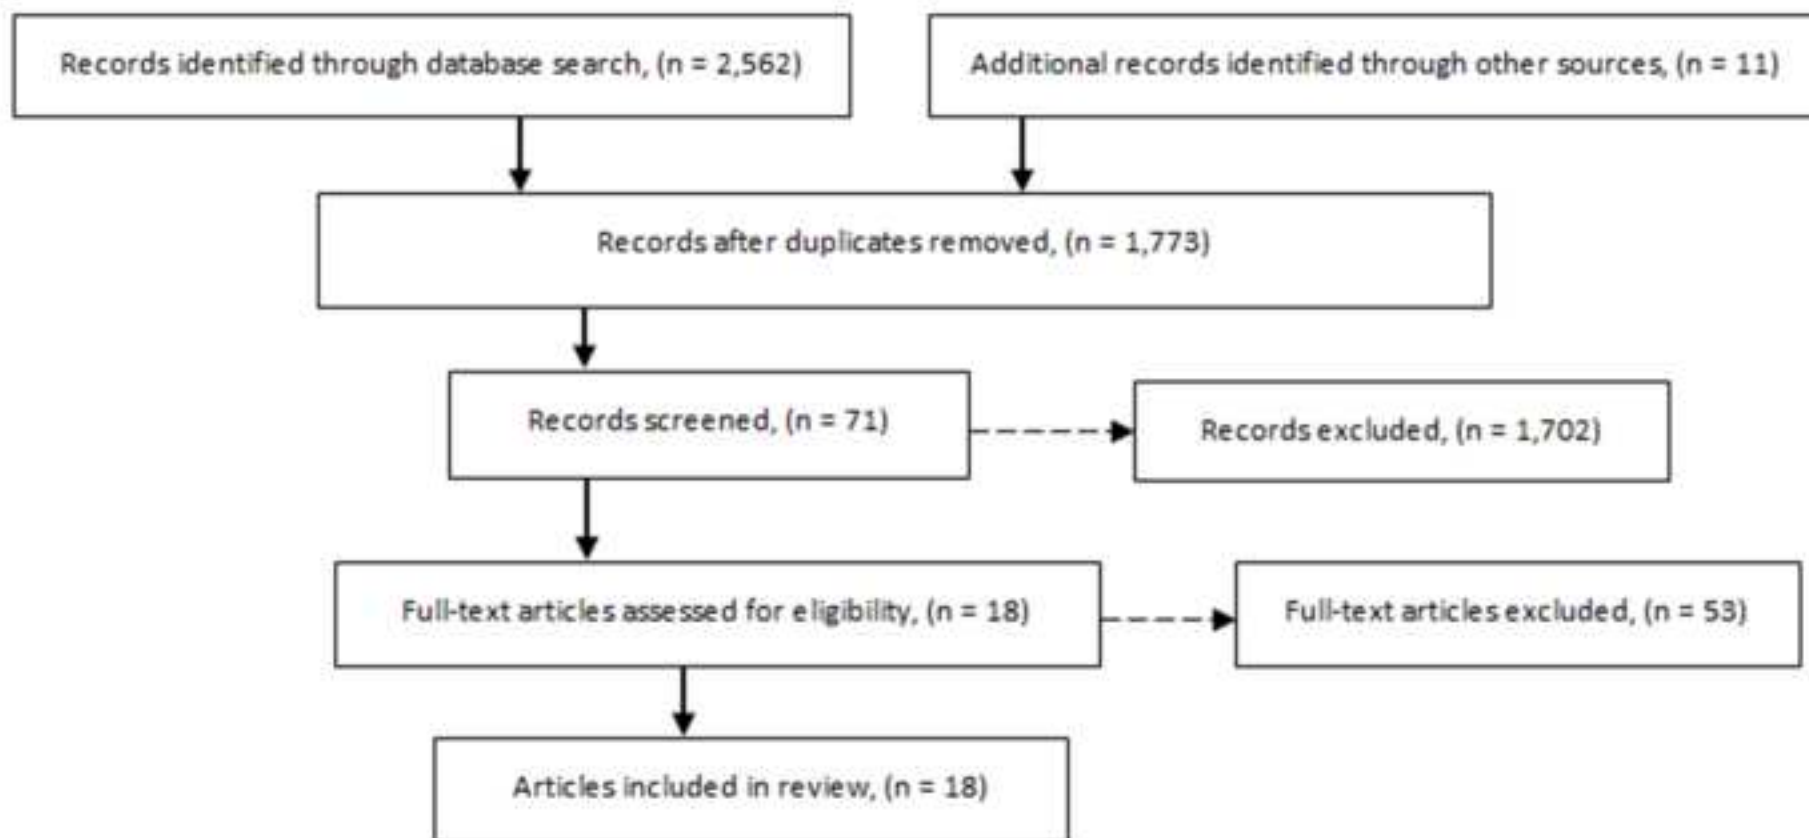 Records identified through database search, (n = 2,562)
Additional records identified through other sources, (n = 11)
Records after duplicates removed, (n = 1,773)
Records screened, (n = 71)
Records excluded, (n = 1,702)
Full-text articles assessed for eligibility, (n = 18)
Full-text articles excluded, (n = 53)
Articles included in review, (n = 18)